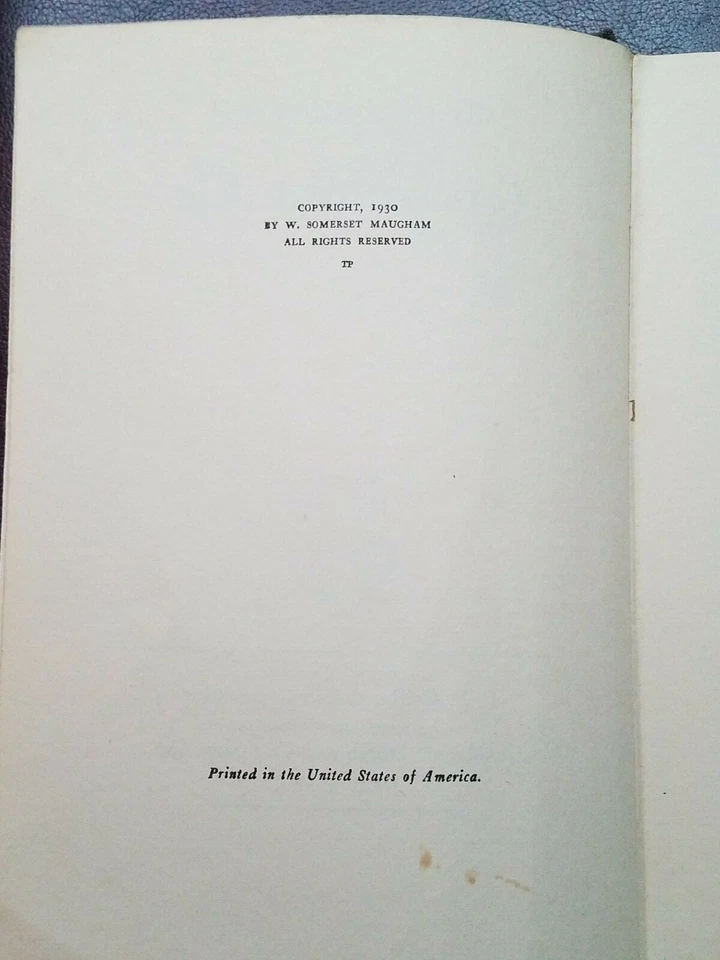 COPYRIGHT, 1930
BY W. SOMERSET MAUGHAM
ALL RIGHTS RESERVED
TP
Printed in the United States of America.